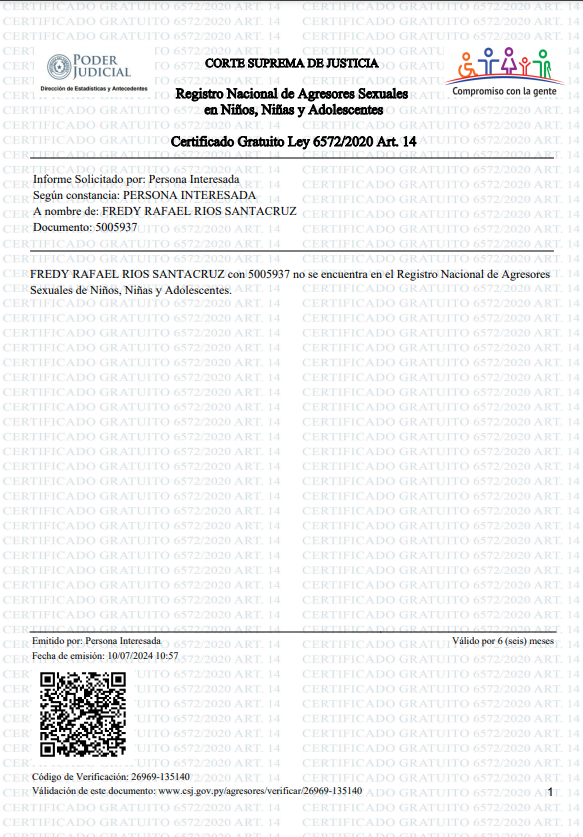 PODER
JUDICIAL
Dirección de Estadísticas y Antecedentes
CORTE SUPREMA DE JUSTICIA
Registro Nacional de Agresores Sexuales
en Niños, Niñas y Adolescentes
Certificado Gratuito Ley 6572/2020 Art. 14
Compromiso con la gente
Informe Solicitado por: Persona Interesada
Según constancia: PERSONA INTERESADA
A nombre de: FREDY RAFAEL RIOS SANTACRUZ
Documento: 5005937
FREDY RAFAEL RIOS SANTACRUZ con 5005937 no se encuentra en el Registro Nacional de Agresores
Sexuales de Niños, Niñas y Adolescentes.
Emitido por: Persona Interesada
Válido por 6 (seis) meses
Fecha de emisión: 10/07/2024 10:57
Código de Verificación: 26969-135140
Válidación de este documento: www.csj.gov.py/agresores/verificar/26969-135140
1
CERTIFICADO GRATUITO 6572/2020 ART. 14